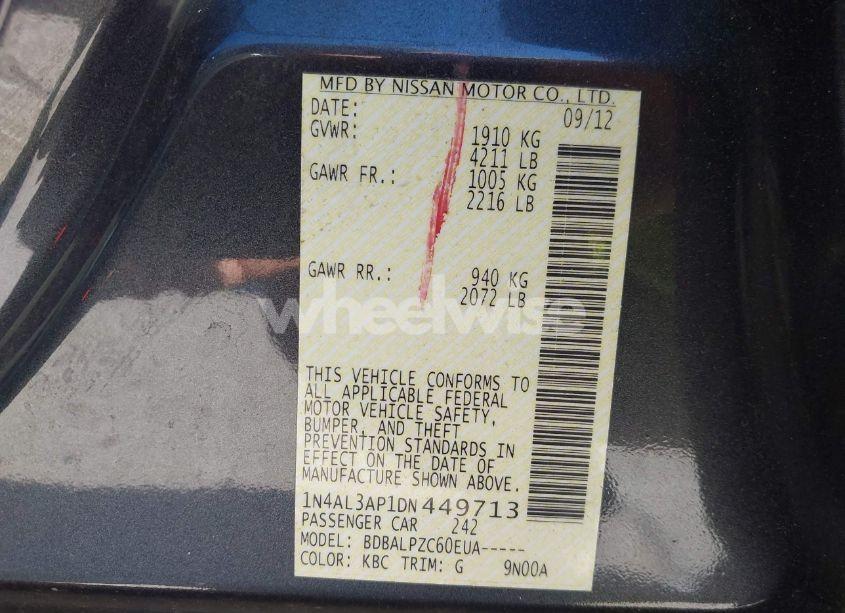 MFD BY NISSAN MOTOR CO., LTD.
DATE: 09/12
GVWR: 1910 KG
4211 LB
GAWR FR.: 1005 KG
2216 LB
GAWR RR.: 940 KG
2072 LB
wheelwise
THIS VEHICLE CONFORMS TO
ALL APPLICABLE FEDERAL
MOTOR VEHICLE SAFETY,
BUMPER, AND THEFT
PREVENTION STANDARDS IN
EFFECT ON THE DATE OF
MANUFACTURE SHOWN ABOVE.
1N4AL3AP1DN449713
PASSENGER CAR 242
MODEL: BDBALPZC60EUA-----
COLOR: KBC TRIM: G 9N00A